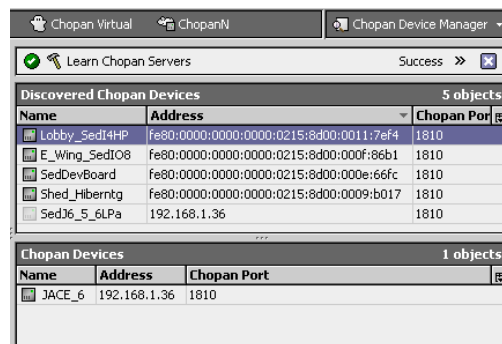 Chopan Virtual ChopanN Chopan Device Manager
Learn Chopan Servers Success »
Discovered Chopan Devices 5 objects
Name Address Chopan Por
Lobby_SedI4HP fe80:0000:0000:0000:0215:8d00:0011:7ef4 1810
E_Wing_SedIO8 fe80:0000:0000:0000:0215:8d00:000f:86b1 1810
SedDevBoard fe80:0000:0000:0000:0215:8d00:000e:66fc 1810
Shed_Hiberntg fe80:0000:0000:0000:0215:8d00:0009:b017 1810
SedJ6_5_6LPa 192.168.1.36 1810
Chopan Devices 1 objects
Name Address Chopan Port
JACE_6 192.168.1.36 1810